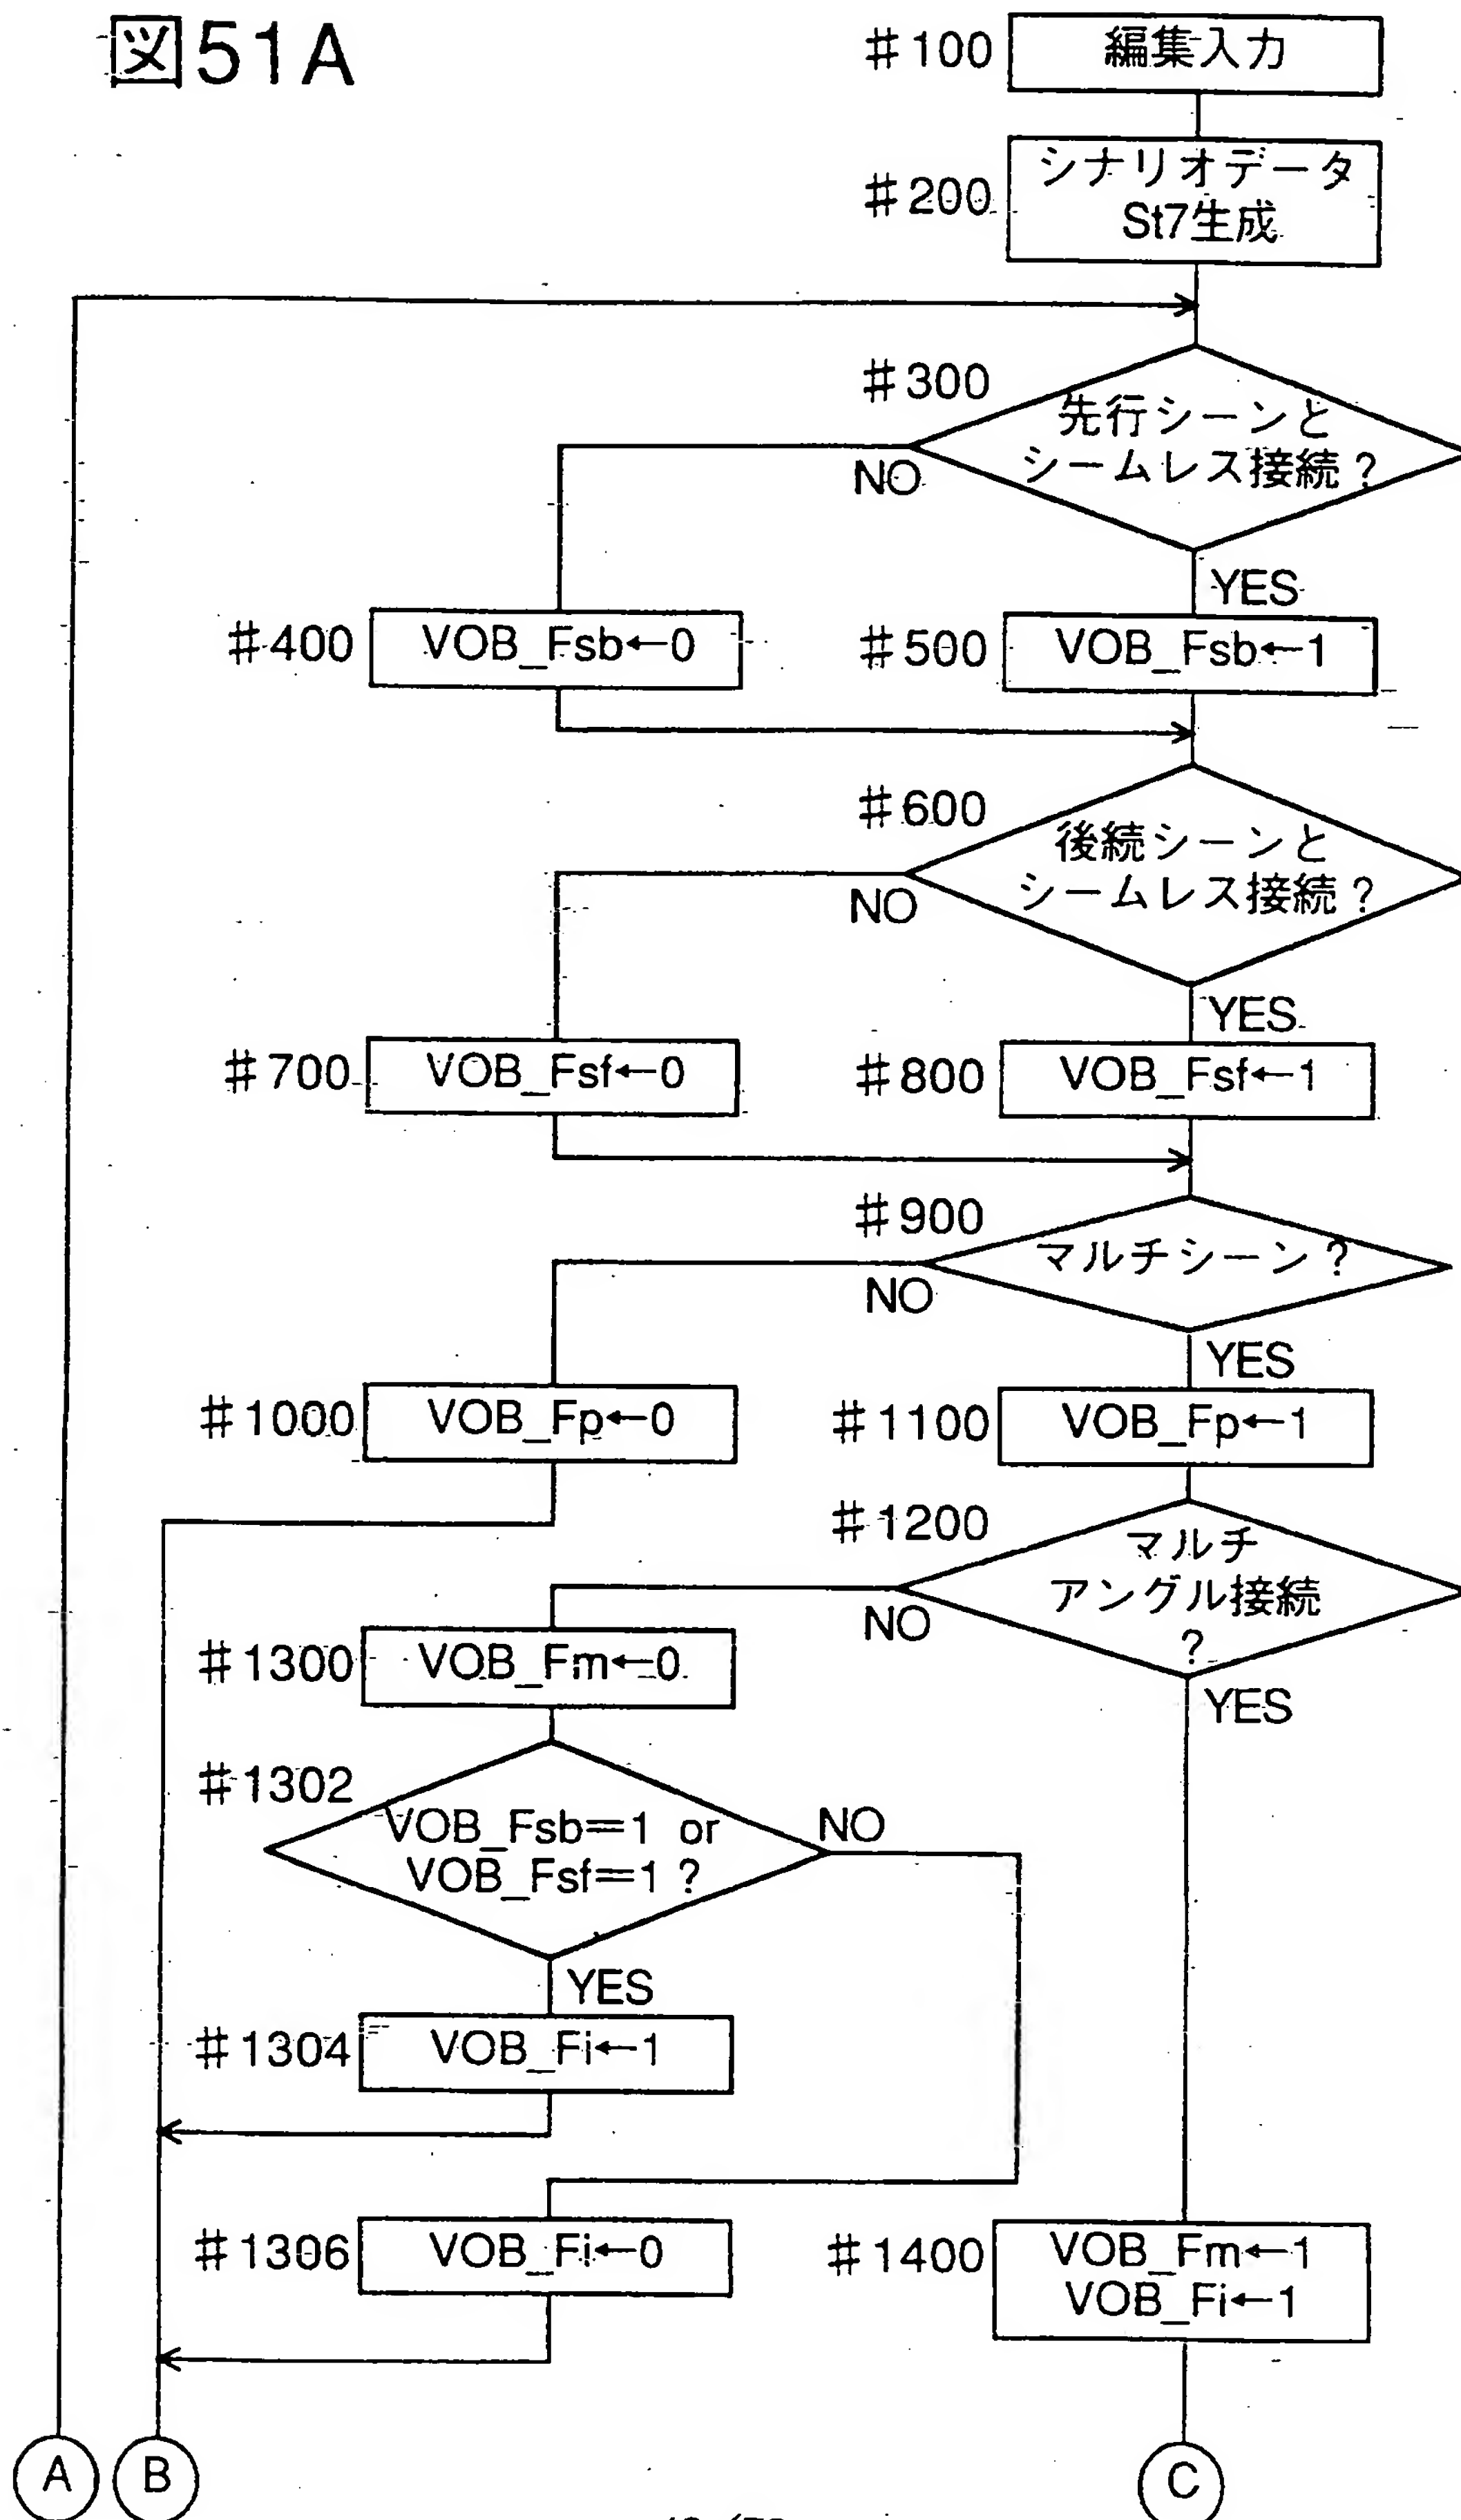 図51A
#100
編集入力
#200
シナリオデータ
St7生成
#300
先行シーンと
シームレス接続?
NO
YES
#400
VOB_Fsb←0
#500
VOB_Fsb←1
#600
後続シーンと
シームレス接続?
NO
YES
#700
VOB_Fsf←0
#800
VOB_Fsf←1
#900
マルチシーン?
NO
YES
#1000
VOB_Fp←0
#1100
VOB_Fp←1
#1200
マルチ
アングル接続
?
NO
YES
#1300
VOB_Fm←0
#1302
VOB_Fsb=1 or
VOB_Fsf=1?
NO
YES
#1304
VOB_Fi←1
#1306
VOB_Fi←0
#1400
VOB_Fm←1
VOB_Fi←1
A
B
C